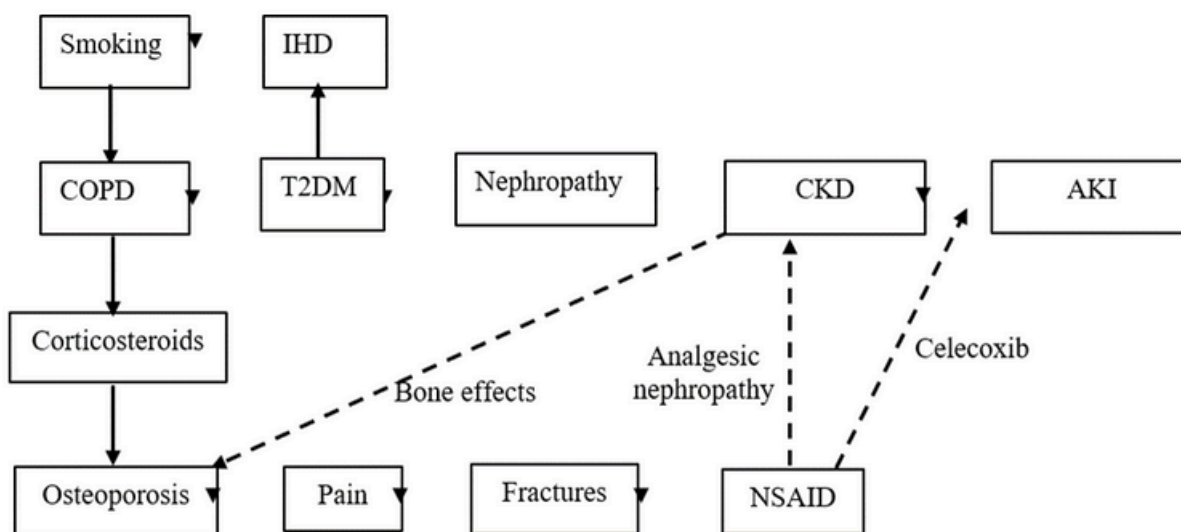 Smoking
IHD
COPD
T2DM
Nephropathy
CKD
AKI
Corticosteroids
Bone effects
Analgesic
nephropathy
Celecoxib
Osteoporosis
Pain
Fractures
NSAID